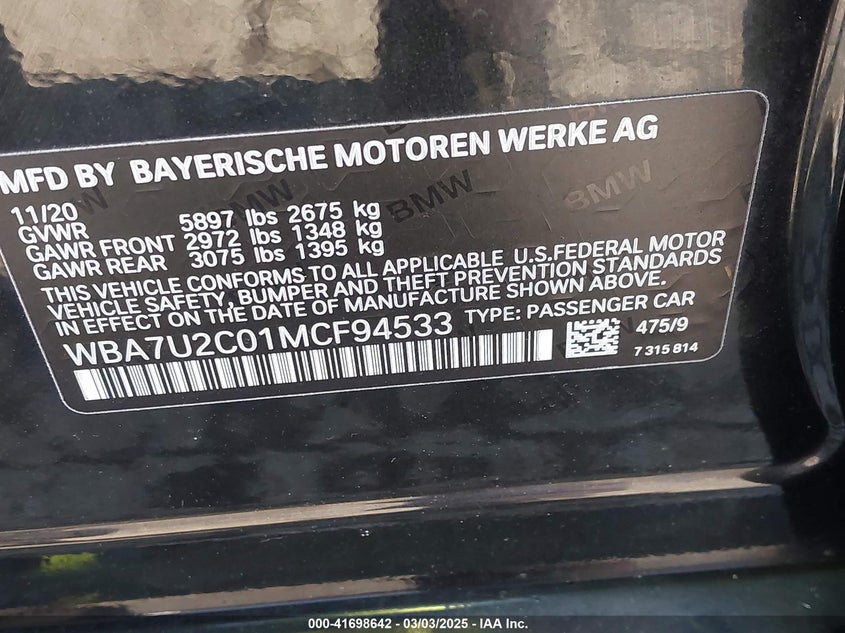 MFD BY BAYERISCHE MOTOREN WERKE AG
11/20
GVWR 5897 lbs 2675 kg
GAWR FRONT 2972 lbs 1348 kg
GAWR REAR 3075 lbs 1395 kg
THIS VEHICLE CONFORMS TO ALL APPLICABLE U.S.FEDERAL MOTOR
VEHICLE SAFETY, BUMPER AND THEFT PREVENTION STANDARDS
IN EFFECT ON THE DATE OF MANUFACTURE SHOWN ABOVE.
WBA7U2C01MCF94533 TYPE: PASSENGER CAR
475/9
7 315 814
BMW BMW
000-41698642 - 03/03/2025 - IAA Inc.